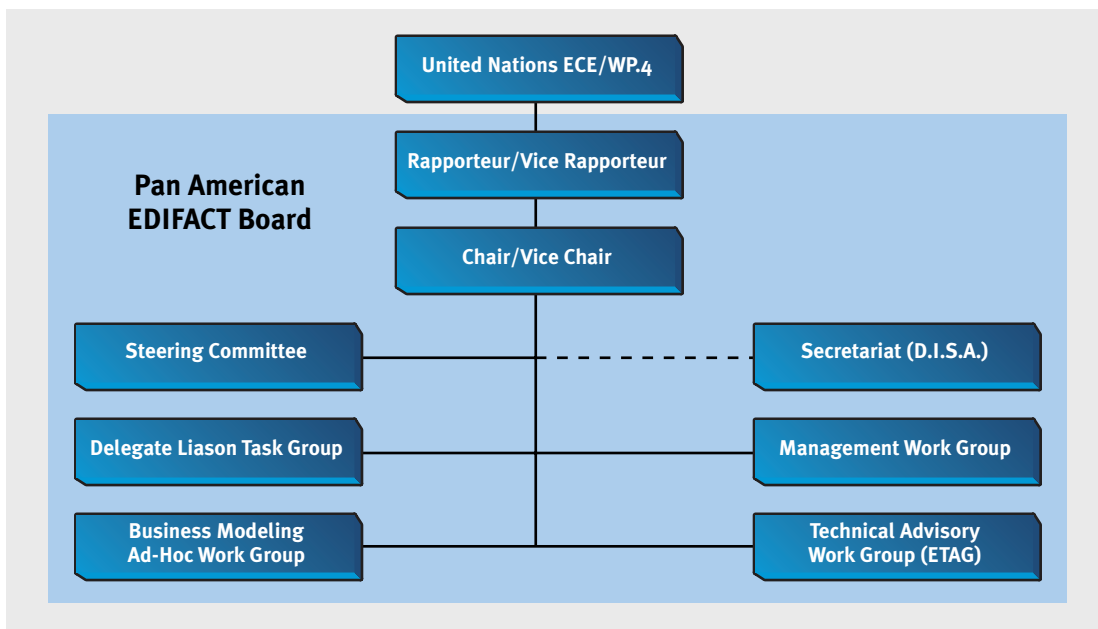 United Nations ECE/WP.4
Rapporteur/Vice Rapporteur
Pan American
EDIFACT Board
Chair/Vice Chair
Steering Committee
Secretariat (D.I.S.A.)
Delegate Liason Task Group
Management Work Group
Business Modeling
Ad-Hoc Work Group
Technical Advisory
Work Group (ETAG)